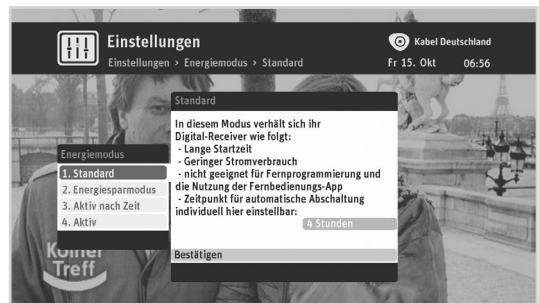 Einstellungen
Einstellungen > Energiemodus > Standard
Kabel Deutschland
Fr 15. Okt 06:56
Energiemodus
1. Standard
2. Energiesparmodus
3. Aktiv nach Zeit
4. Aktiv
Standard
In diesem Modus verhält sich ihr
Digital-Receiver wie folgt:
- Lange Startzeit
- Geringer Stromverbrauch
- nicht geeignet für Fernprogrammierung und
die Nutzung der Fernbedienungs-App
- Zeitpunkt für automatische Abschaltung
individuell hier einstellbar:
4 Stunden
Bestätigen
Kölner
Treff